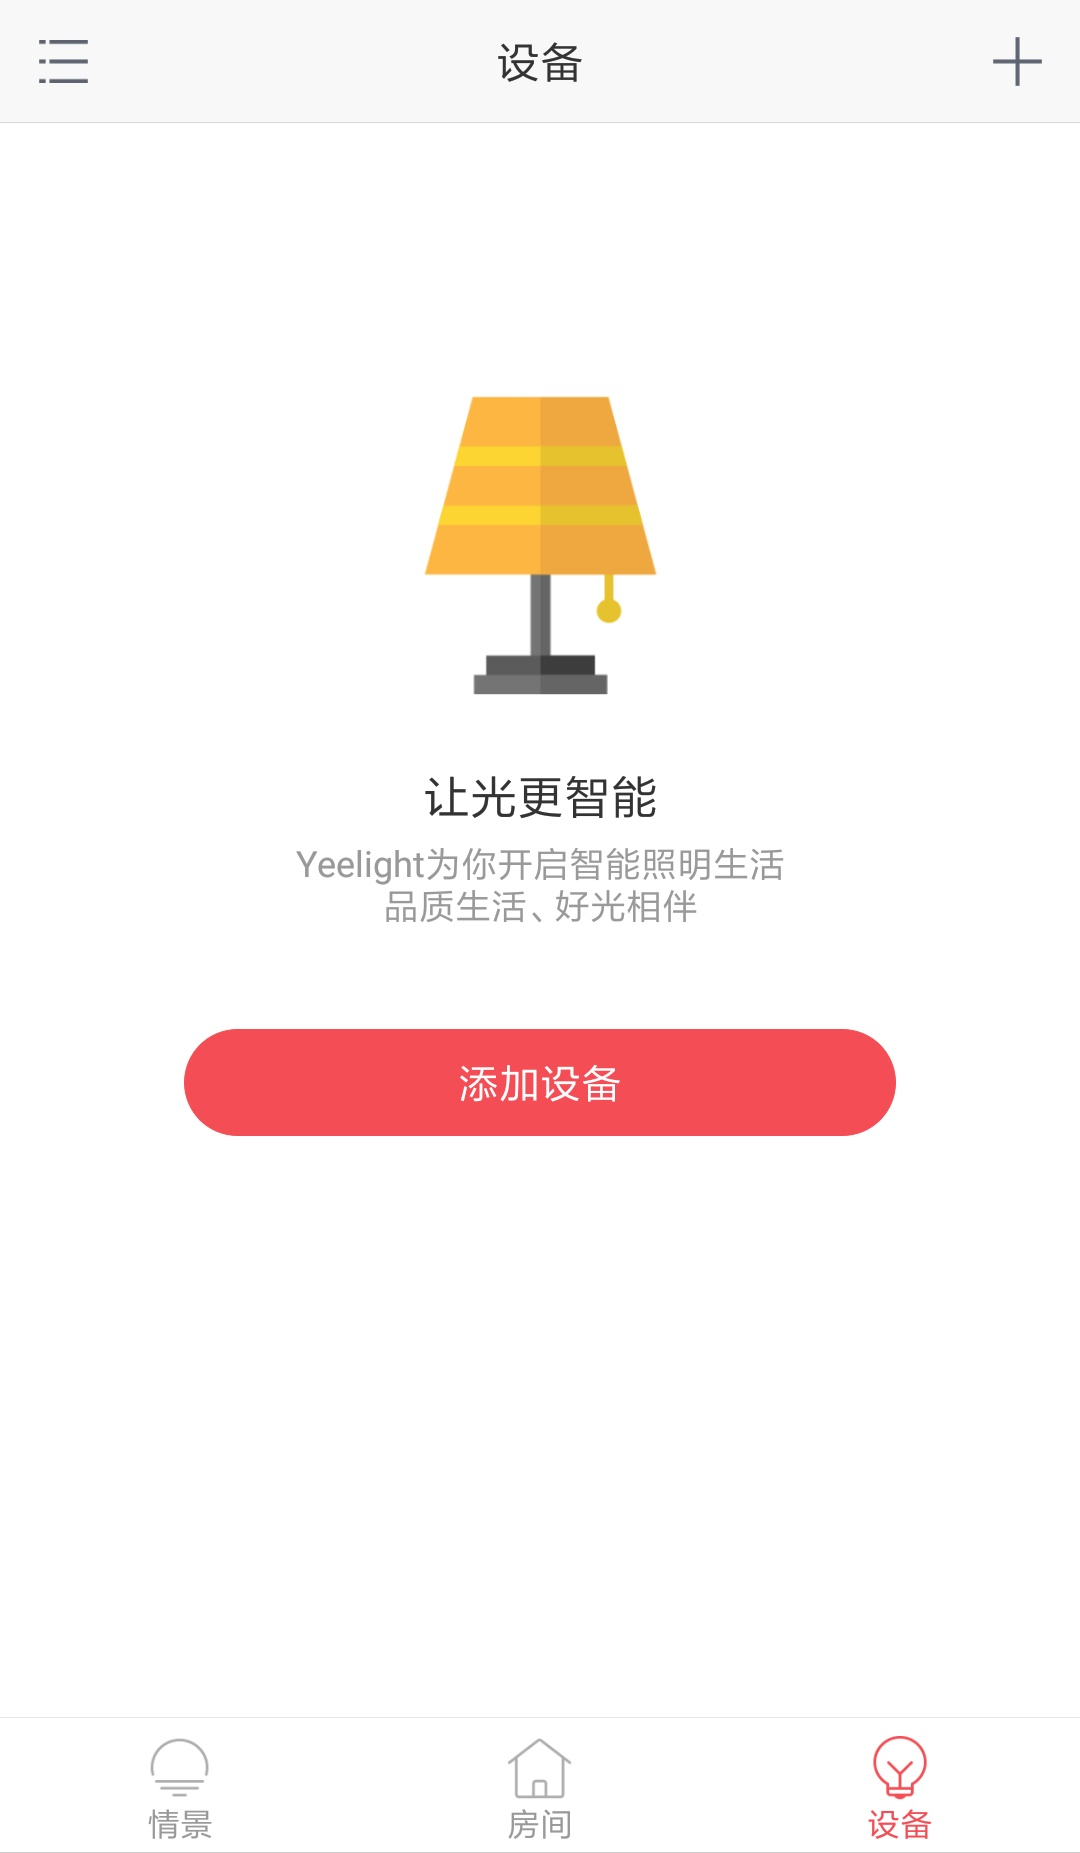 设备
让光更智能
Yeelight为你开启智能照明生活
品质生活、好光相伴
添加设备
情景
房间
设备